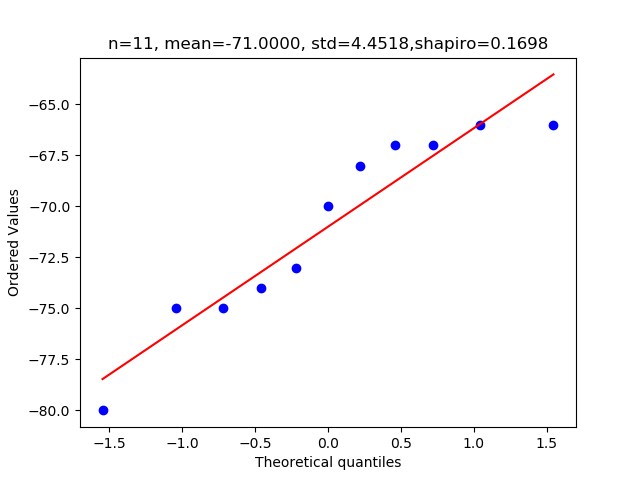 n=11, mean=-71.0000, std=4.4518,shapiro=0.1698
Ordered Values
−65.0
−67.5
−70.0
−72.5
−75.0
−77.5
−80.0
−1.5 −1.0 −0.5 0.0 0.5 1.0 1.5
Theoretical quantiles